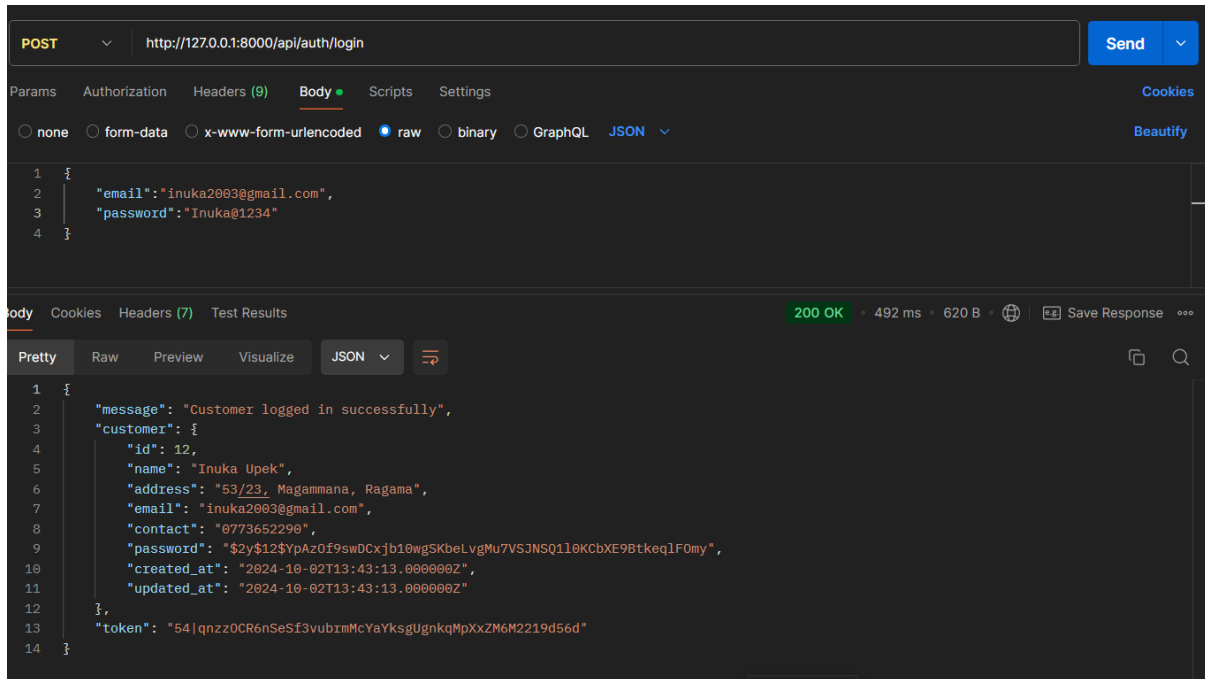 POST http://127.0.0.1:8000/api/auth/login Send
Params Authorization Headers (9) Body Scripts Settings Cookies
none form-data x-www-form-urlencoded raw binary GraphQL JSON Beautify
1 {
2 "email":"inuka2003@gmail.com",
3 "password":"Inuka@1234"
4 }
Body Cookies Headers (7) Test Results 200 OK 492 ms 620 B e.g. Save Response
Pretty Raw Preview Visualize JSON
1 {
2 "message": "Customer logged in successfully",
3 "customer": {
4 "id": 12,
5 "name": "Inuka Upek",
6 "address": "53/23, Magammana, Ragama",
7 "email": "inuka2003@gmail.com",
8 "contact": "0773652290",
9 "password": "$2y$12$YpAzOf9swDCxjb10wgSKbeLvgMu7VSJNSQ1l0KCbXE9BtkeqlFOmy",
10 "created_at": "2024-10-02T13:43:13.000000Z",
11 "updated_at": "2024-10-02T13:43:13.000000Z"
12 },
13 "token": "54|qnzzOCR6nSeSf3vubrmMcYaYksgUgnkqMpXxZM6M2219d56d"
14 }